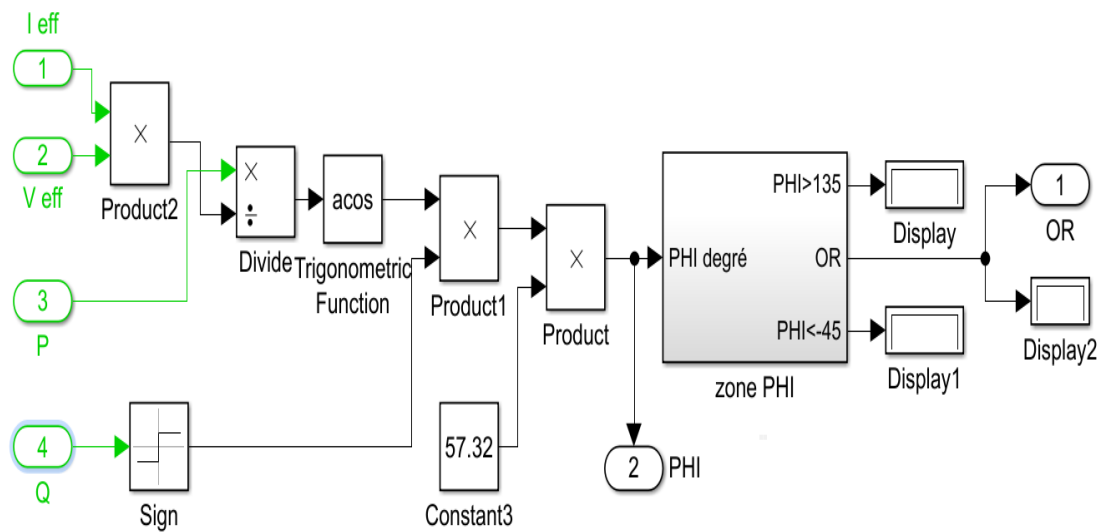 I eff
1
2
V eff
×
Product2
3
P
×
÷
Divide
acos
Trigonometric
Function
×
Product1
×
Product
4
Q
Sign
57.32
Constant3
PHI degré
PHI>135
OR
PHI<-45
zone PHI
2
PHI
Display
Display1
1
OR
Display2